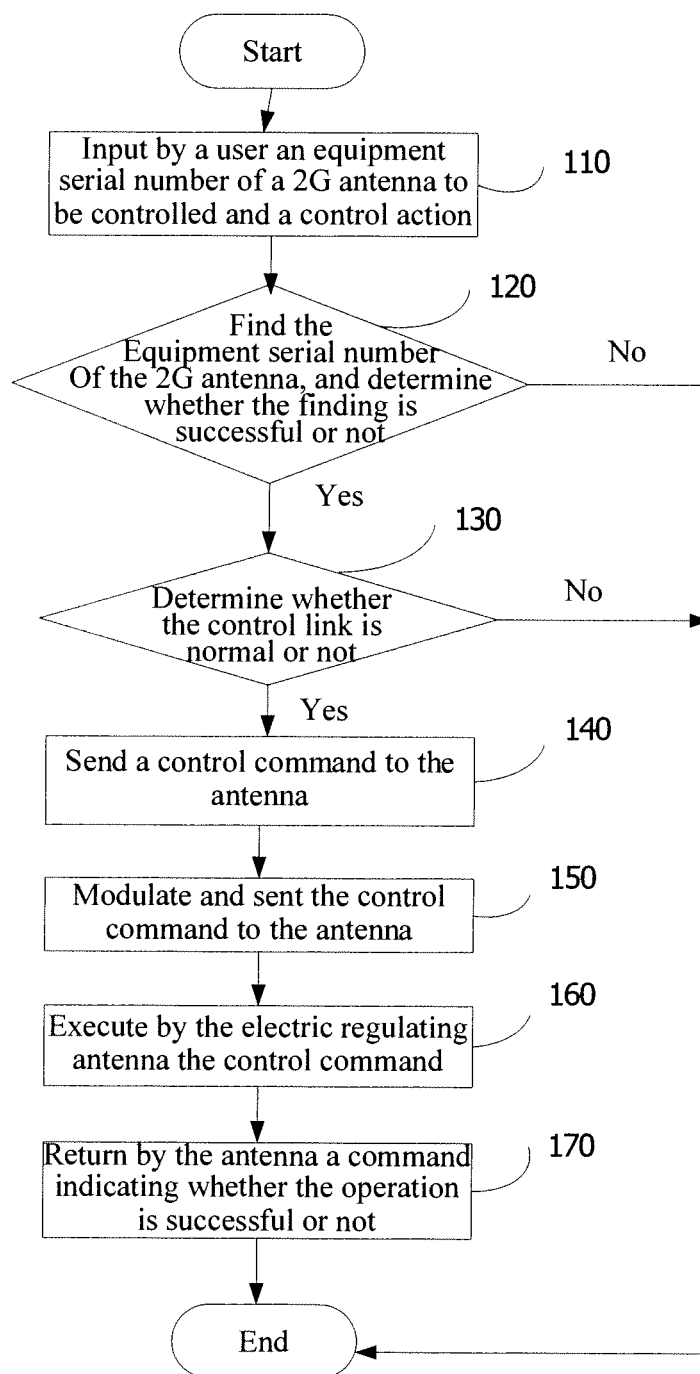 Start
Input by a user an equipment
serial number of a 2G antenna to
be controlled and a control action
110
120
Find the
Equipment serial number
Of the 2G antenna, and determine
whether the finding is
successful or not
No
Yes
130
Determine whether
the control link is
normal or not
No
Yes
140
Send a control command to the
antenna
150
Modulate and sent the control
command to the antenna
160
Execute by the electric regulating
antenna the control command
170
Return by the antenna a command
indicating whether the operation
is successful or not
End